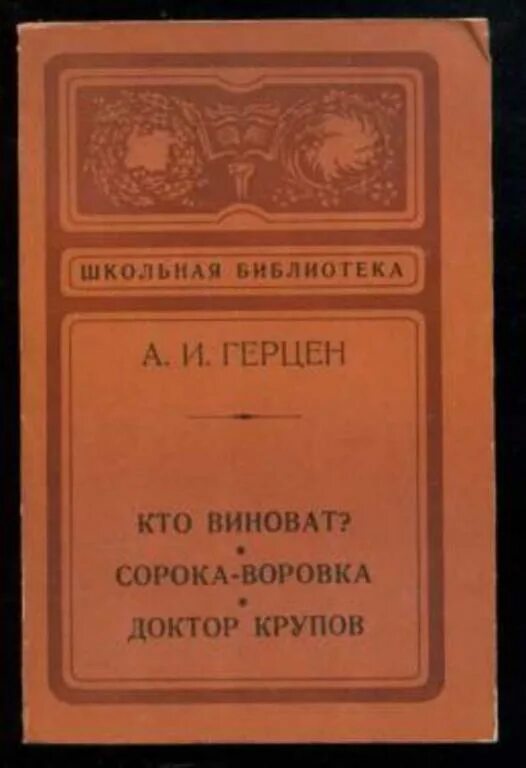 ШКОЛЬНАЯ БИБЛИОТЕКА
А. И. ГЕРЦЕН
КТО ВИНОВАТ?
СОРОКА-ВОРОВКА
ДОКТОР КРУПОВ